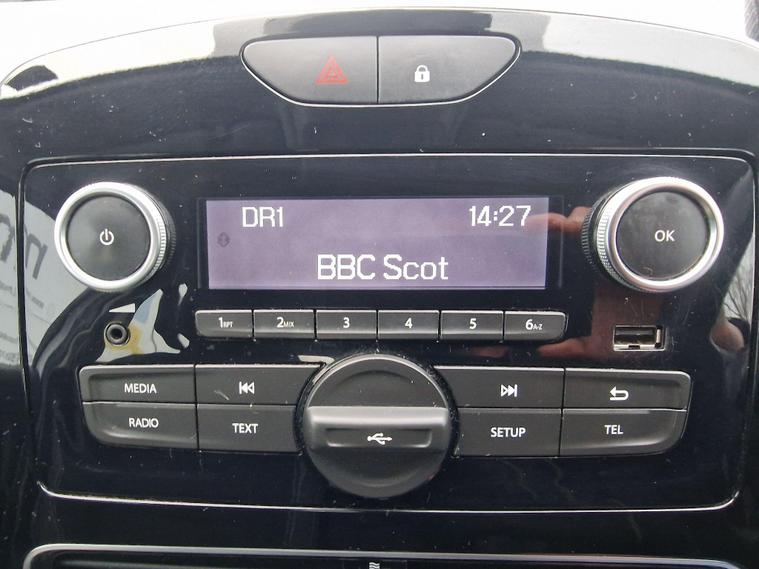 DR1 14:27
BBC Scot
OK
1RPT 2MIX 3 4 5 6A-Z
MEDIA
RADIO TEXT SETUP TEL